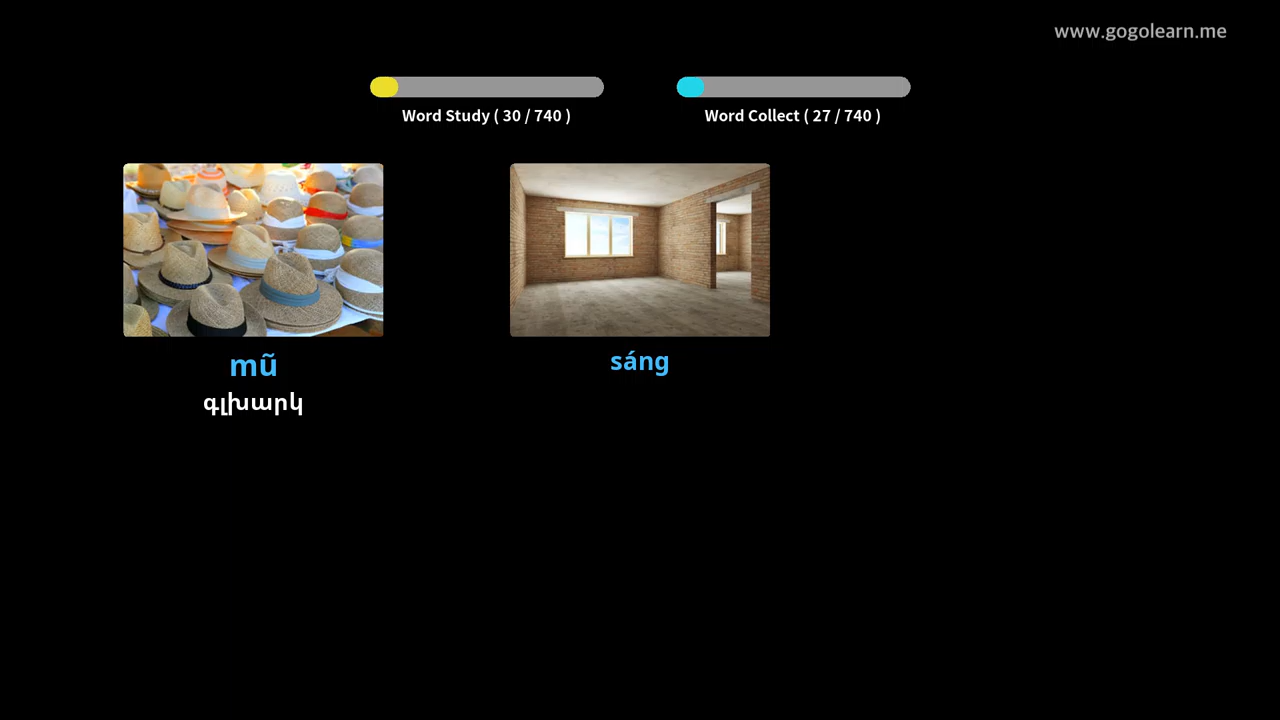 www.gogolearn.me
Word Study ( 30 / 740 )
Word Collect ( 27 / 740 )
mũ
գլխարկ
sáng